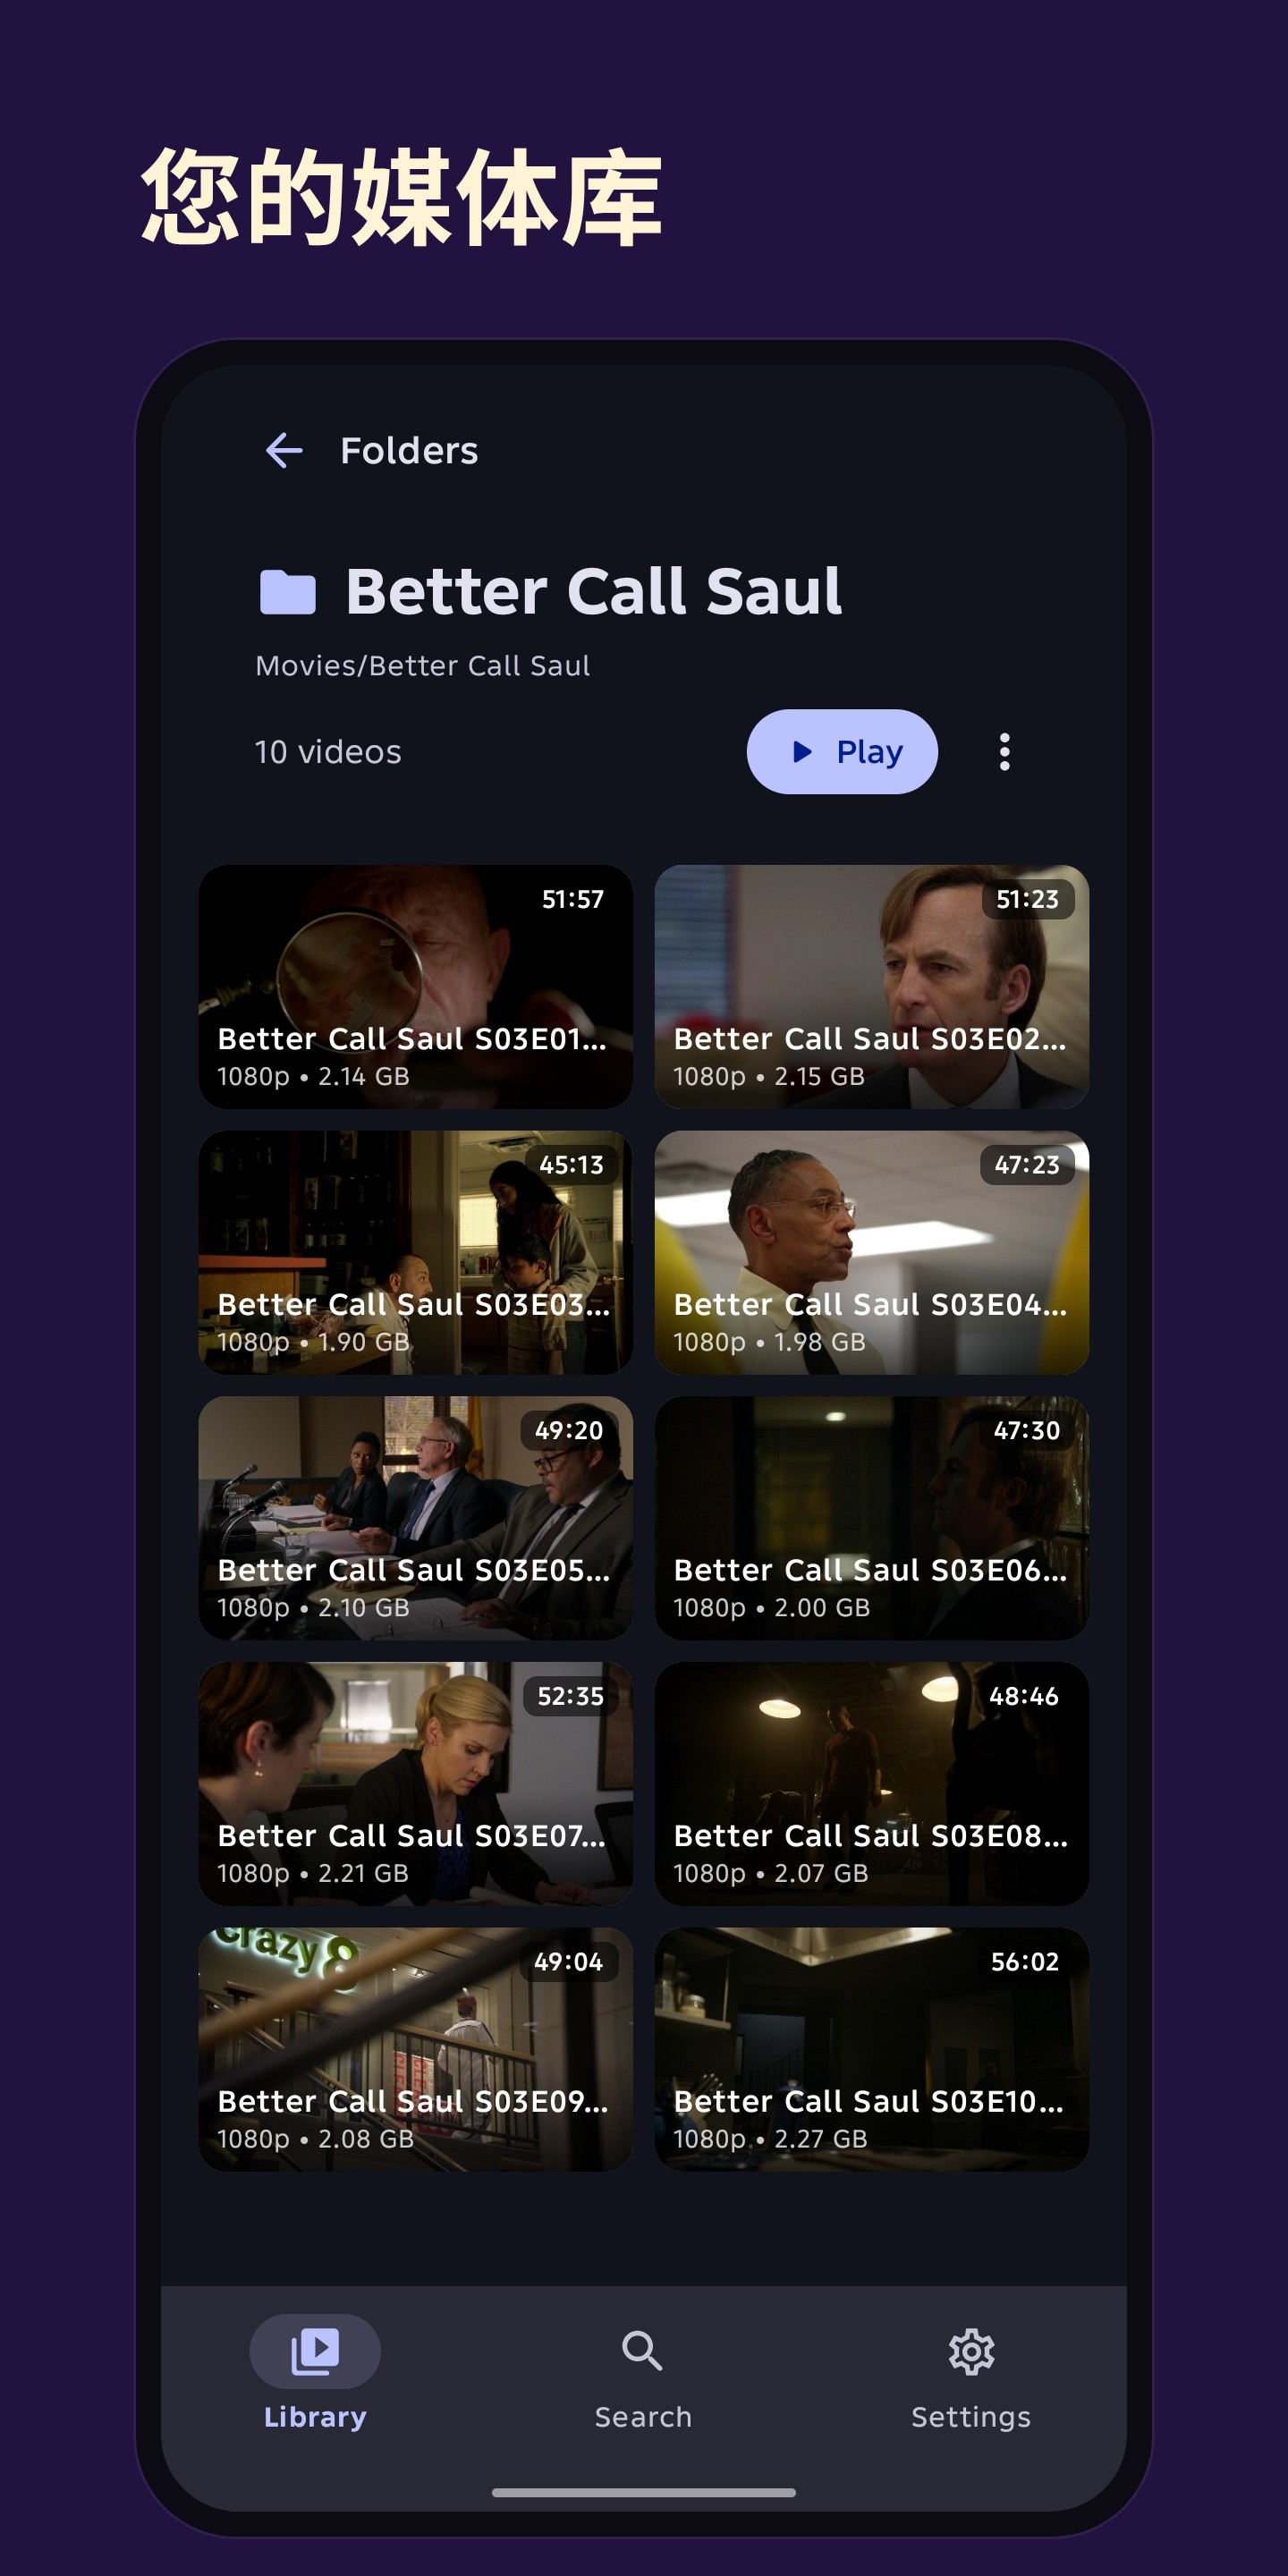 您的媒体库
Folders
Better Call Saul
Movies/Better Call Saul
10 videos
Play
51:57
Better Call Saul S03E01...
1080p • 2.14 GB
51:23
Better Call Saul S03E02...
1080p • 2.15 GB
45:13
Better Call Saul S03E03...
1080p • 1.90 GB
47:23
Better Call Saul S03E04...
1080p • 1.98 GB
49:20
Better Call Saul S03E05...
1080p • 2.10 GB
47:30
Better Call Saul S03E06...
1080p • 2.00 GB
52:35
Better Call Saul S03E07...
1080p • 2.21 GB
48:46
Better Call Saul S03E08...
1080p • 2.07 GB
crazy 8
49:04
Better Call Saul S03E09...
1080p • 2.08 GB
56:02
Better Call Saul S03E10...
1080p • 2.27 GB
Library
Search
Settings